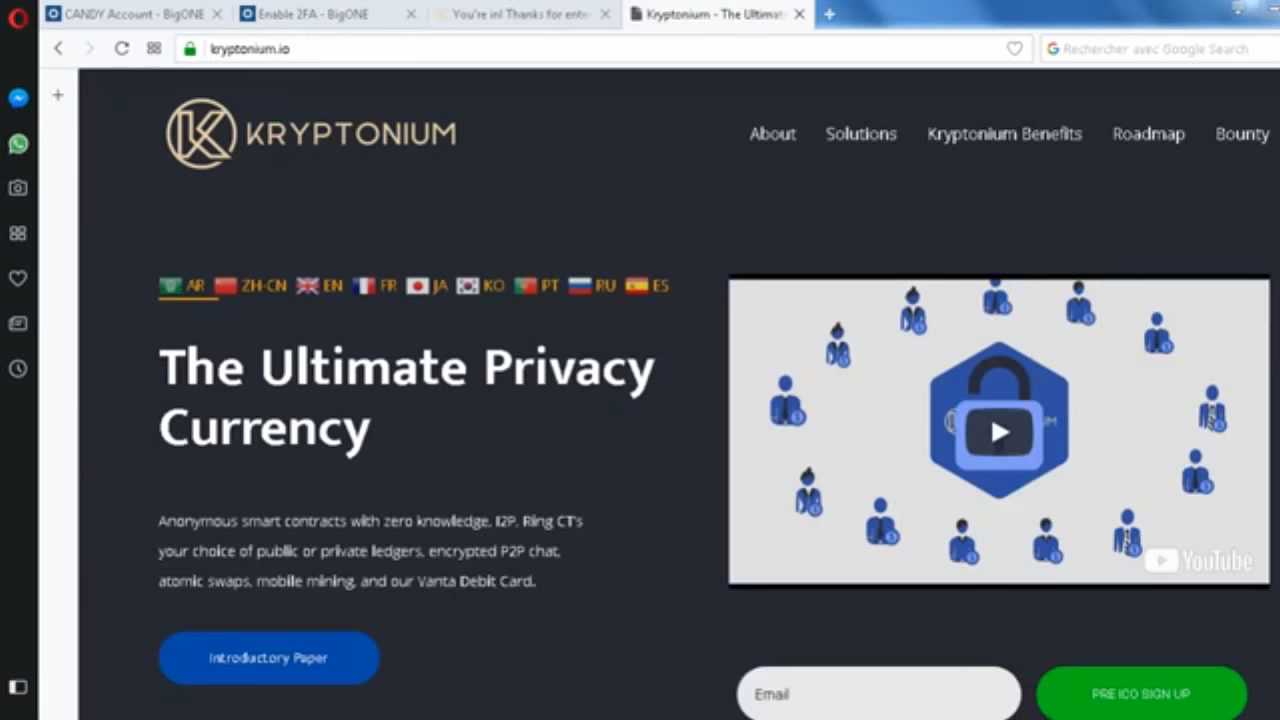 CANDY Account - BigONE
Enable 2FA - BigONE
You're in! Thanks for ente
Kryptonium - The Ultimat
kryptonium.io
Rechercher avec Google Search
KRYPTONIUM
About Solutions Kryptonium Benefits Roadmap Bounty
AR ZH-CN EN FR JA KO PT RU ES
The Ultimate Privacy
Currency
Anonymous smart contracts with zero knowledge, I2P, Ring CT's
your choice of public or private ledgers, encrypted P2P chat,
atomic swaps, mobile mining, and our Vanta Debit Card.
Introductory Paper
YouTube
Email
PRE ICO SIGN UP